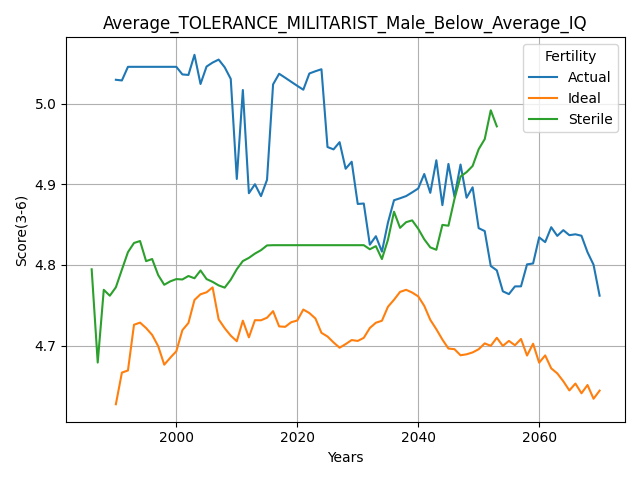 Average_TOLERANCE_MILITARIST_Male_Below_Average_IQ
Fertility
Actual
Ideal
Sterile
Score(3-6)
5.0
4.9
4.8
4.7
2000 2020 2040 2060
Years